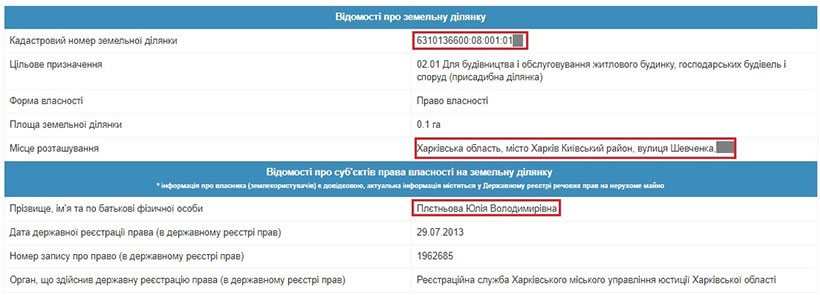 Відомості про земельну ділянку
Кадастровий номер земельної ділянки 6310136600:08:001:01
Цільове призначення 02.01 Для будівництва і обслуговування житлового будинку, господарських будівель і
споруд (присадибна ділянка)
Форма власності Право власності
Площа земельної ділянки 0.1 га
Місце розташування Харківська область, місто Харків Київський район, вулиця Шевченка,
Відомості про суб'єктів права власності на земельну ділянку
* інформація про власника (землекористувачів) є довідковою, актуальна інформація міститься у Державному реєстрі речових прав на нерухоме майно
Прізвище, ім'я та по батькові фізичної особи Плєтньова Юлія Володимирівна
Дата державної реєстрації права (в державному реєстрі прав) 29.07.2013
Номер запису про право (в державному реєстрі прав) 1962685
Орган, що здійснив державну реєстрацію права (в державному реєстрі прав) Реєстраційна служба Харківського міського управління юстиції Харківської області